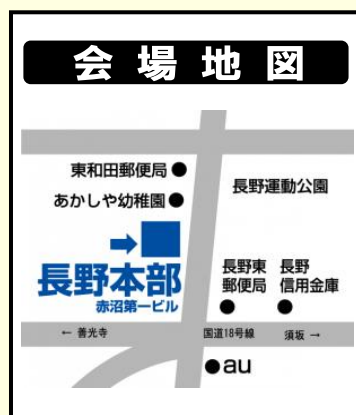 会場地図
東和田郵便局
あかしや幼稚園
長野運動公園
長野本部
赤沼第一ビル
長野東
郵便局
長野
信用金庫
← 善光寺
国道18号線
須坂 →
au